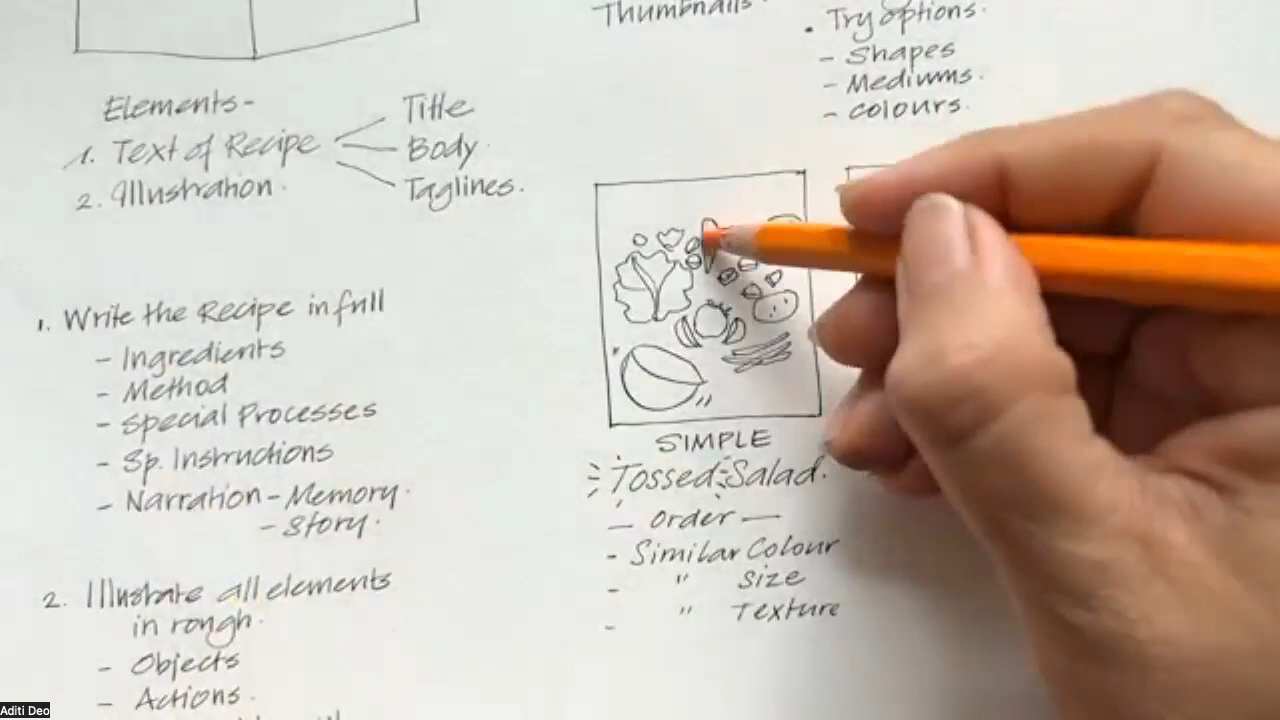 Thumbnails.
• Try options.
- Shapes
- Mediums.
- colours.
Elements-
1. Text of Recipe
Title
Body
Taglines.
2. Illustration.
1. Write the Recipe in full
- Ingredients
- Method
- Special Processes
- Sp. Instructions
- Narration - Memory.
- Story.
2. Illustrate all elements
in rough.
- Objects
- Actions.
SIMPLE
Tossed Salad.
- Order -
- Similar Colour
- " Size
- " Texture
Aditi Deo